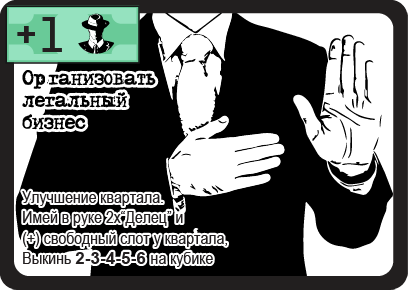 +1
Организовать
легальный
бизнес
Улучшение квартала.
Имей в руке 2x"Делец" и
(+) свободный слот у квартала,
Выкинь 2-3-4-5-6 на кубике